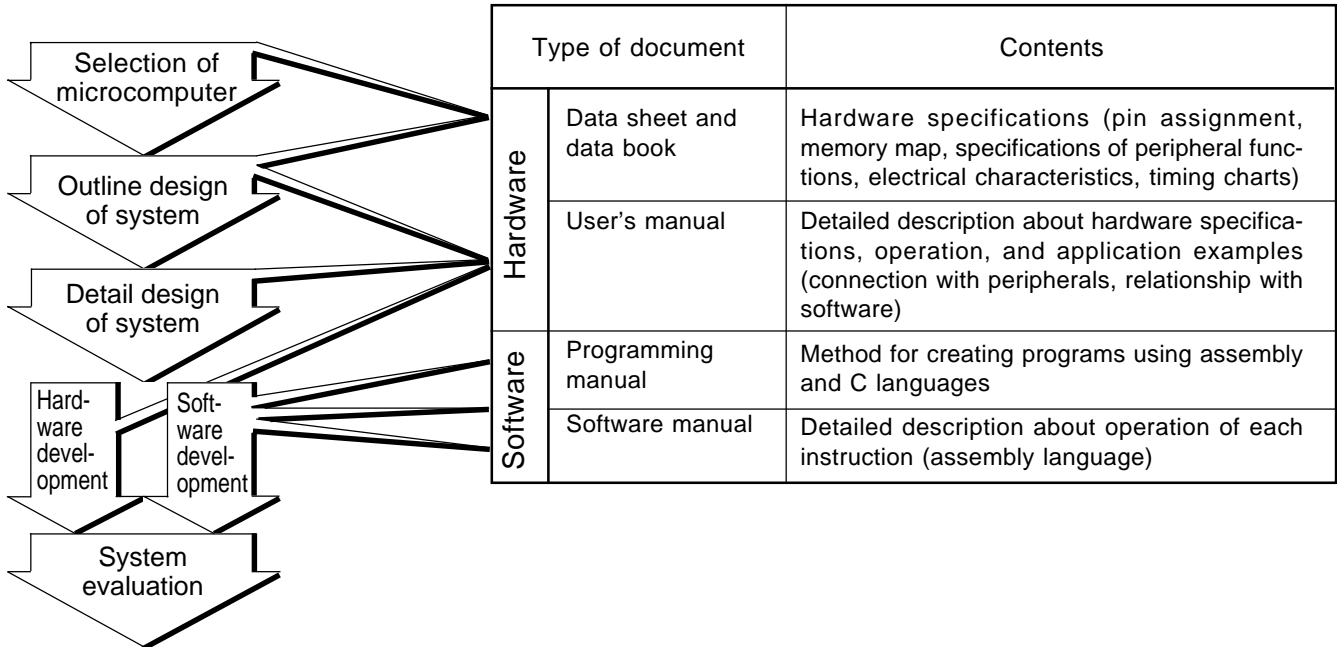 Selection of
microcomputer
Outline design
of system
Detail design
of system
Hard-
ware
devel-
opment
Soft-
ware
devel-
opment
System
evaluation
Type of document
Contents
Hardware
Data sheet and
data book
Hardware specifications (pin assignment,
memory map, specifications of peripheral func-
tions, electrical characteristics, timing charts)
User's manual
Detailed description about hardware specifica-
tions, operation, and application examples
(connection with peripherals, relationship with
software)
Software
Programming
manual
Method for creating programs using assembly
and C languages
Software manual
Detailed description about operation of each
instruction (assembly language)